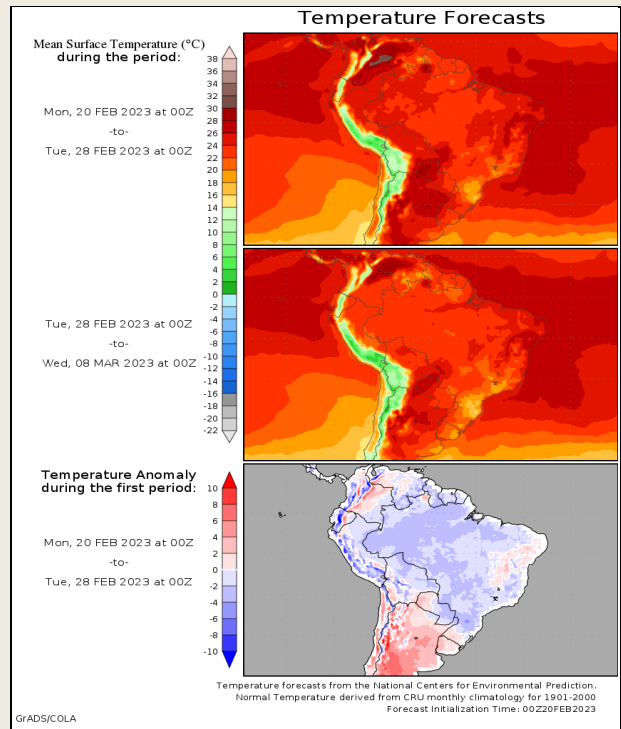 Temperature Forecasts
Mean Surface Temperature (°C)
during the period:
Mon, 20 FEB 2023 at 00Z
-to-
Tue, 28 FEB 2023 at 00Z
38
36
34
32
30
28
26
24
22
20
18
16
14
12
10
8
6
4
2
0
-2
-4
-6
-8
-10
-12
-14
-16
-18
-20
-22
Tue, 28 FEB 2023 at 00Z
-to-
Wed, 08 MAR 2023 at 00Z
Temperature Anomaly
during the first period:
Mon, 20 FEB 2023 at 00Z
-to-
Tue, 28 FEB 2023 at 00Z
10
8
6
4
2
0
-2
-4
-6
-8
-10
Temperature forecasts from the National Centers for Environmental Prediction.
Normal Temperature derived from CRU monthly climatology for 1901-2000
Forecast Initialization Time: 00Z20FEB2023
GrADS/COLA